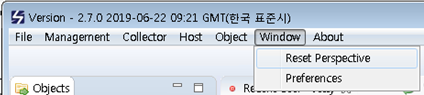 Version - 2.7.0 2019-06-22 09:21 GMT(한국 표준시)
File Management Collector Host Object Window About
Reset Perspective
Preferences
Objects